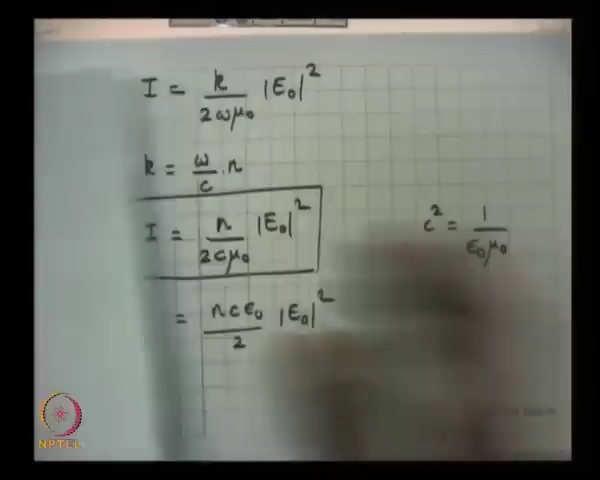 I = k/2ωμ₀ |E₀|²
k = ω/c · n
I = n/2cμ₀ |E₀|²
c² = 1/ϵ₀μ₀
= ncϵ₀/2 |E₀|²
NPTEL